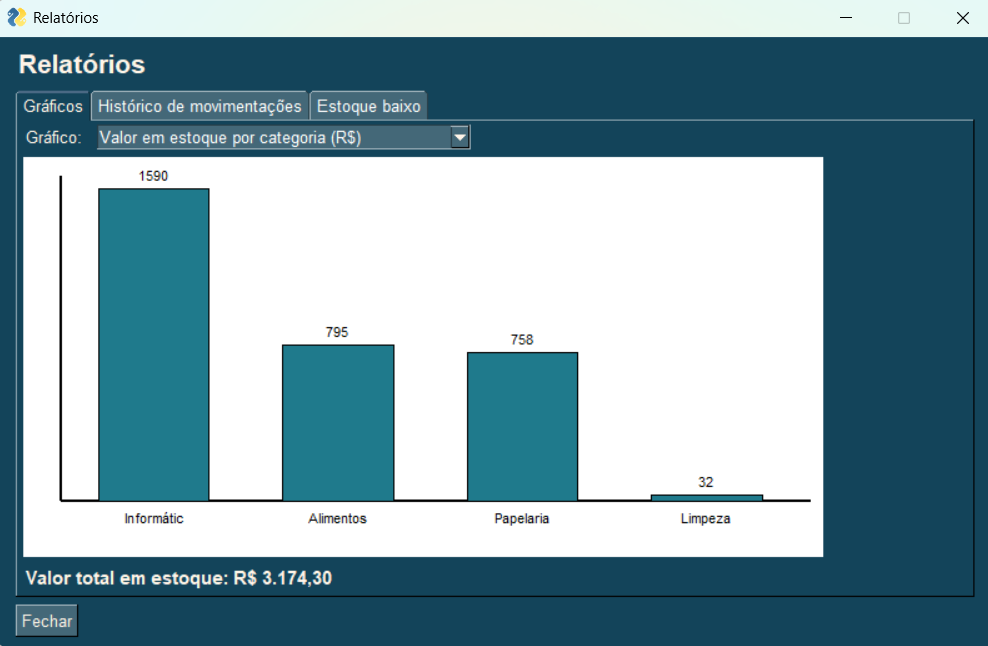 Relatórios
Relatórios
Gráficos Histórico de movimentações Estoque baixo
Gráfico: Valor em estoque por categoria (R$)
1590
795
758
32
Informátic Alimentos Papelaria Limpeza
Valor total em estoque: R$ 3.174,30
Fechar